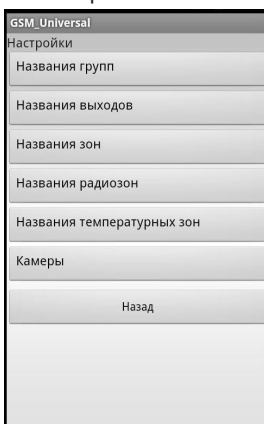 GSM_Universal
Настройки
Названия групп
Названия выходов
Названия зон
Названия радиозон
Названия температурных зон
Камеры
Назад